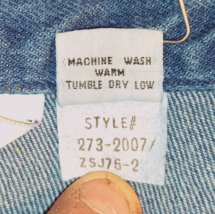 MACHINE WASH
WARM
TUMBLE DRY LOW
STYLE#
273-2007/
ZSJ76-2